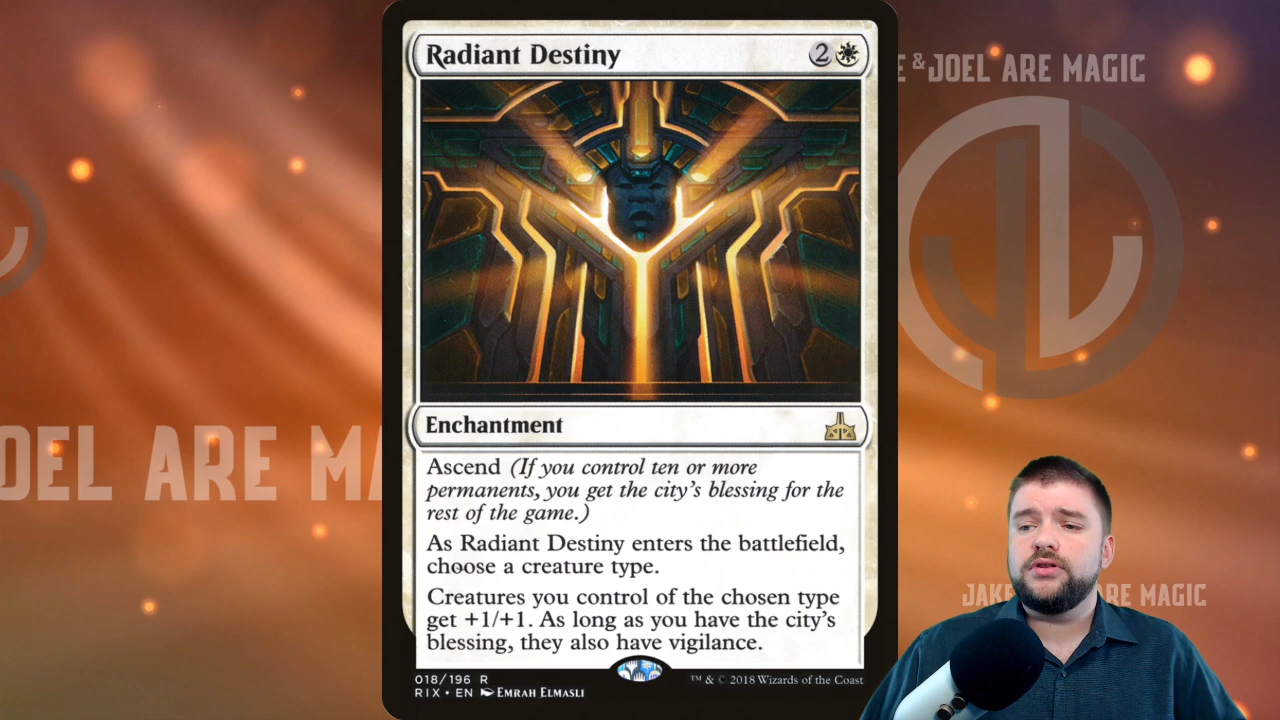 Radiant Destiny 2
E & JOEL ARE MAGIC
OEL ARE MA
Enchantment
Ascend (If you control ten or more
permanents, you get the city's blessing for the
rest of the game.)
As Radiant Destiny enters the battlefield,
choose a creature type.
Creatures you control of the chosen type
get +1/+1. As long as you have the city's
blessing, they also have vigilance.
JAKE ARE MAGIC
018/196 R
RIX • EN EMRAH ELMASLI
™ & © 2018 Wizards of the Coast